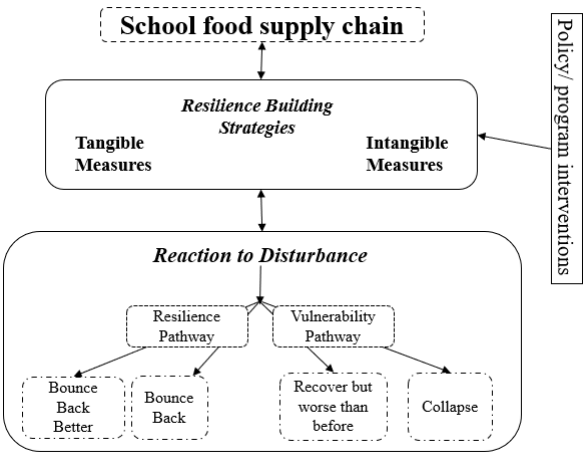 School food supply chain
Policy/ program interventions
Resilience Building
Strategies
Tangible
Measures
Intangible
Measures
Reaction to Disturbance
Resilience
Pathway
Vulnerability
Pathway
Bounce
Back
Better
Bounce
Back
Recover but
worse than
before
Collapse